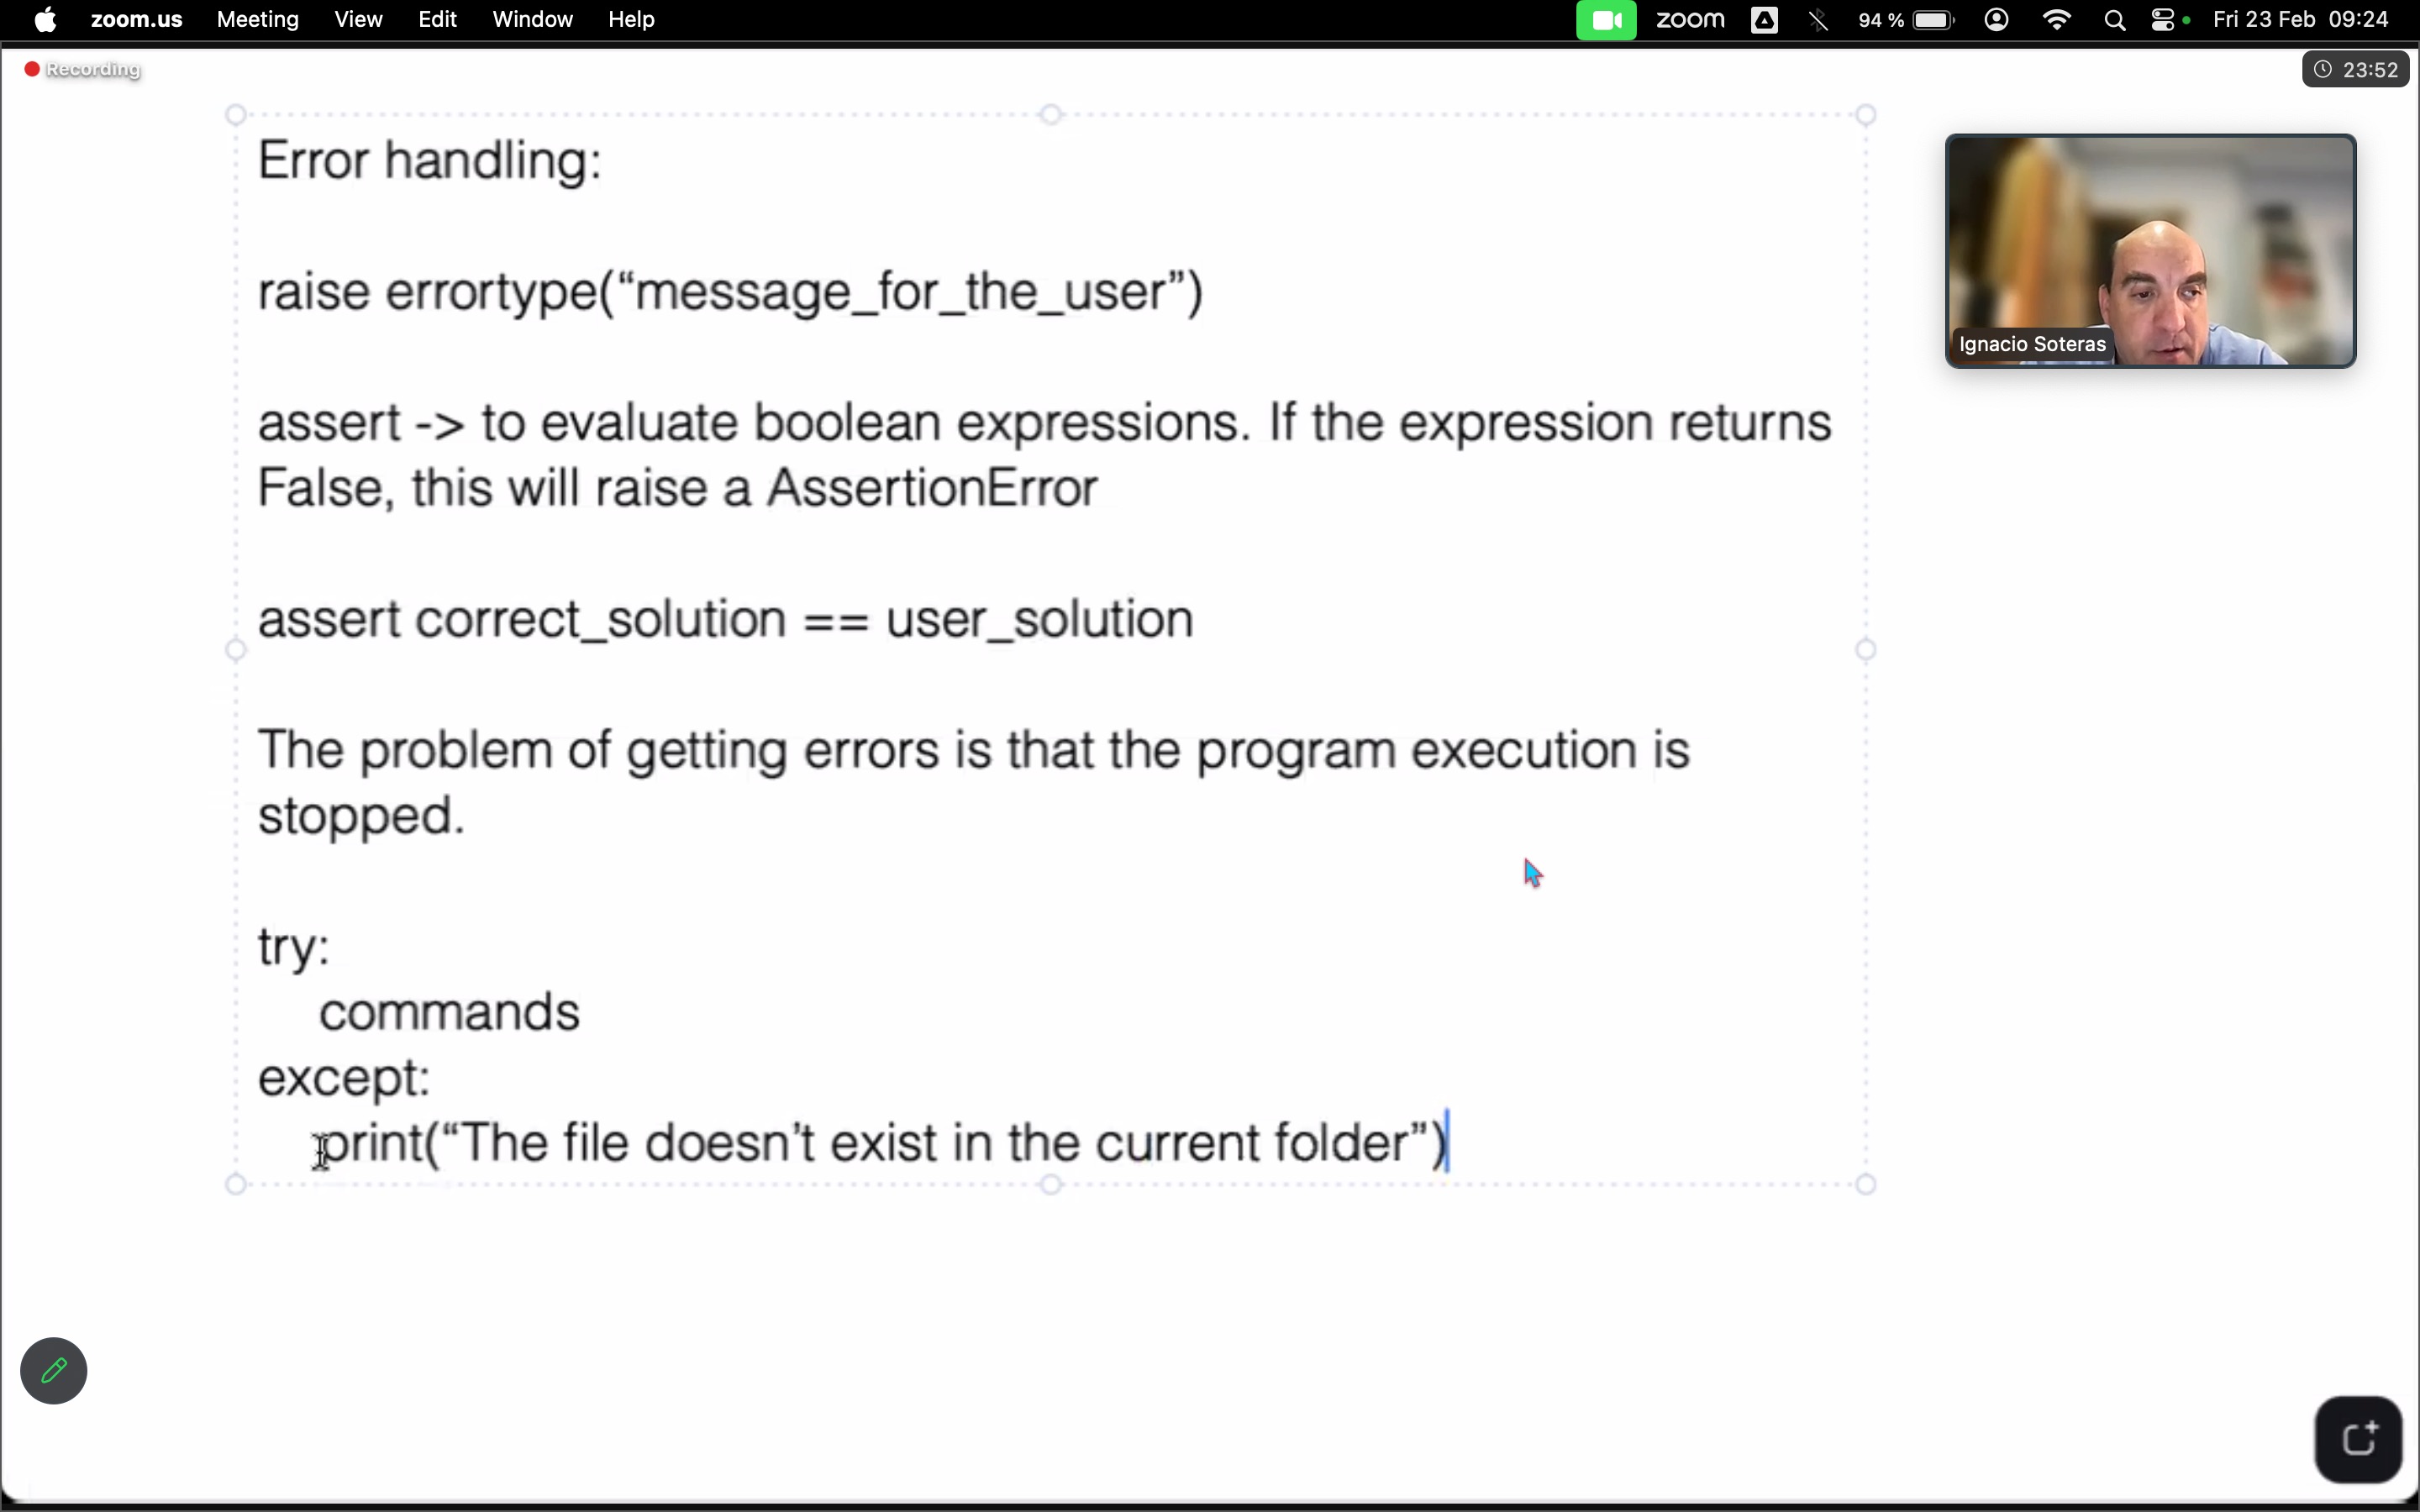 zoom.us Meeting View Edit Window Help zoom 94 % Fri 23 Feb 09:24
Recording
23:52
Error handling:
raise errortype(“message_for_the_user”)
assert -> to evaluate boolean expressions. If the expression returns
False, this will raise a AssertionError
assert correct_solution == user_solution
The problem of getting errors is that the program execution is
stopped.
try:
commands
except:
print(“The file doesn’t exist in the current folder”)
Ignacio Soteras